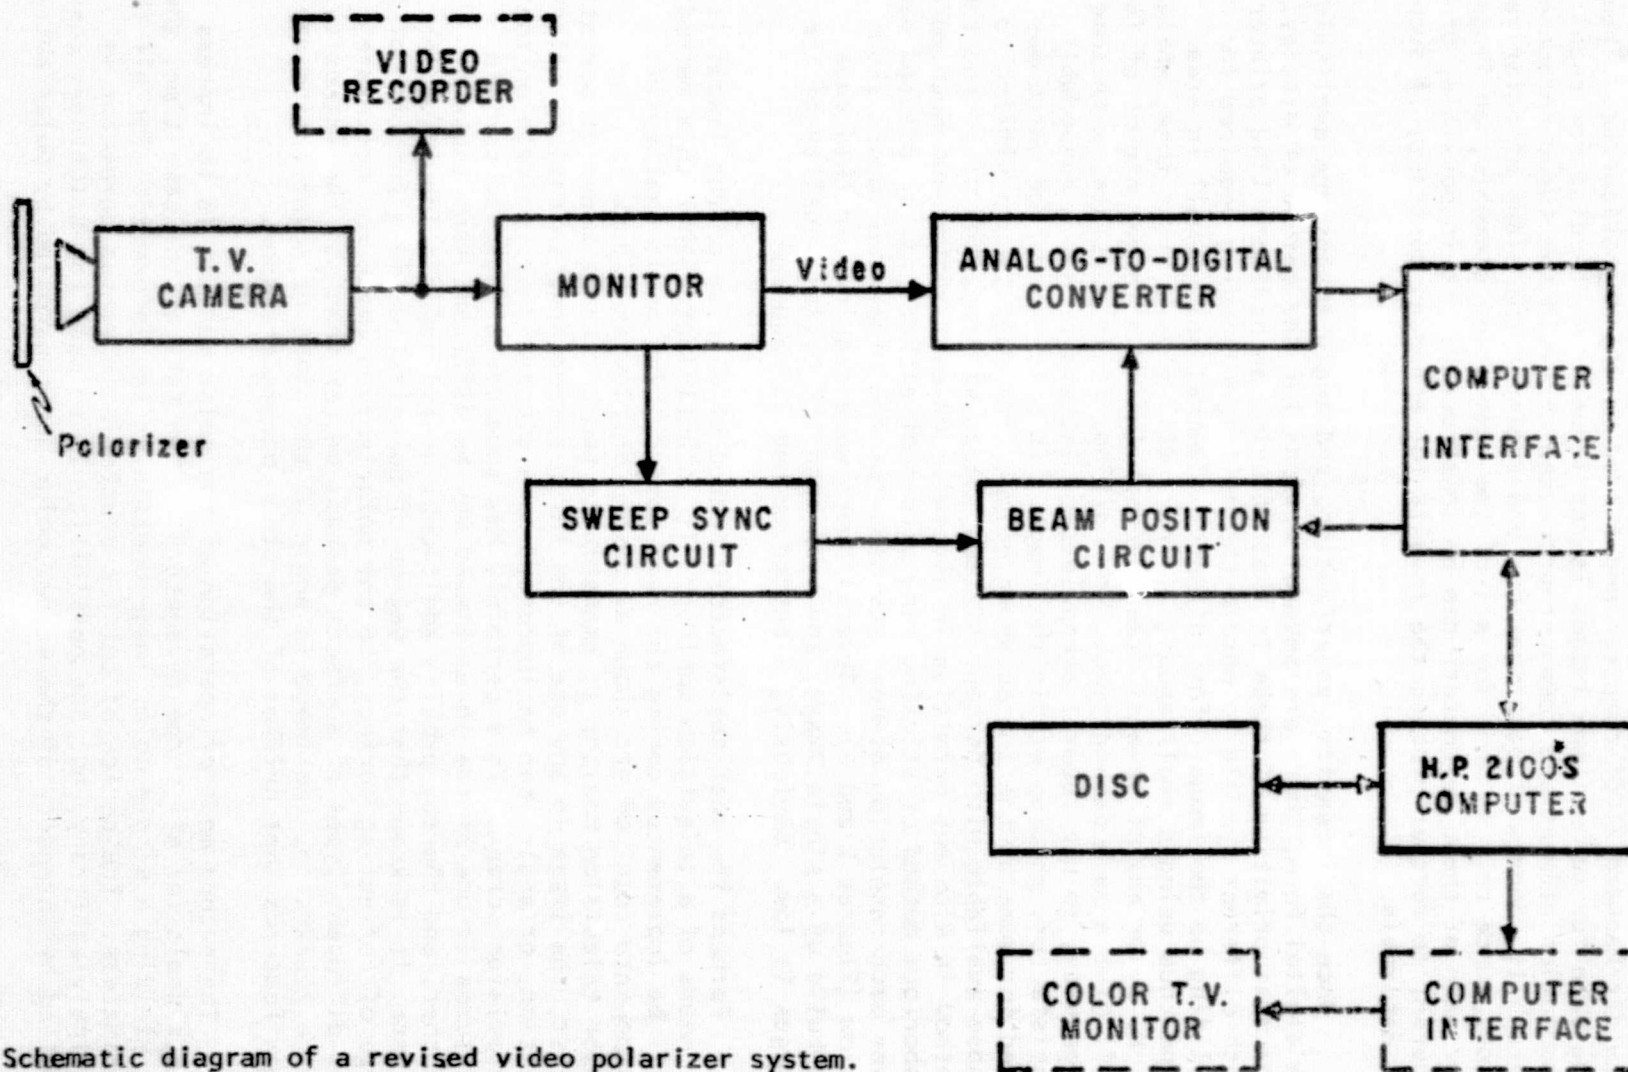 VIDEO
RECORDER
T. V.
CAMERA
MONITOR
Video
ANALOG-TO-DIGITAL
CONVERTER
COMPUTER
INTERFACE
Polarizer
SWEEP SYNC
CIRCUIT
BEAM POSITION
CIRCUIT
DISC
H.P. 2100S
COMPUTER
COLOR T.V.
MONITOR
COMPUTER
INTERFACE
Schematic diagram of a revised video polarizer system.